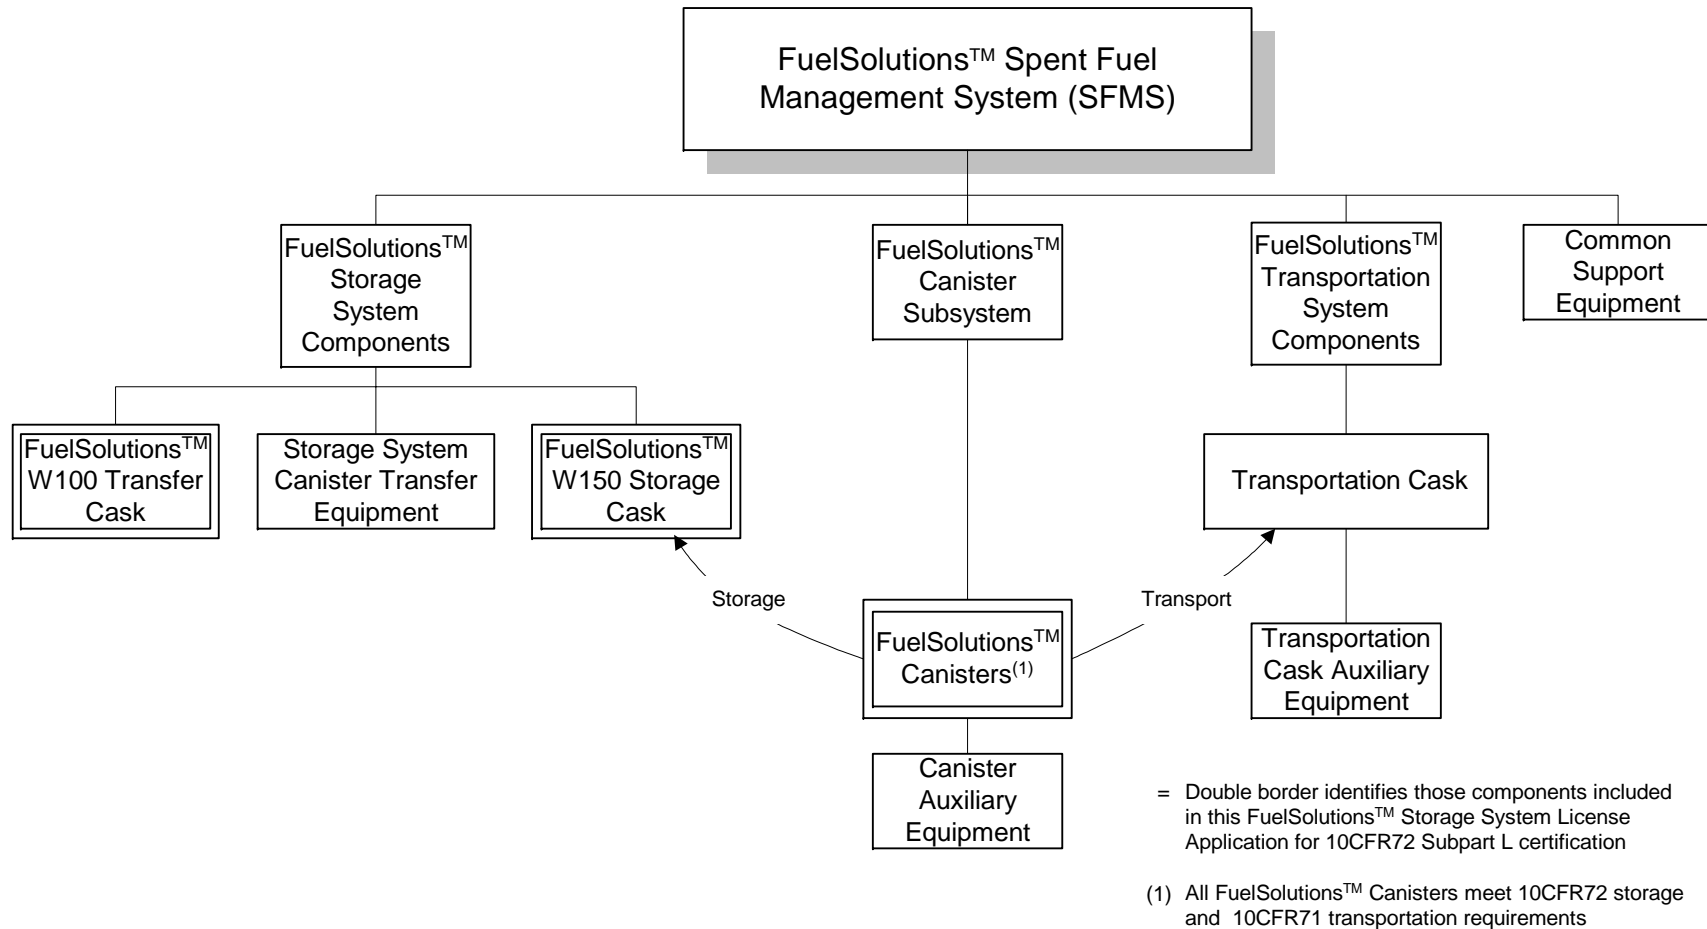 FuelSolutions™ Spent Fuel
Management System (SFMS)
FuelSolutions™
Storage
System
Components
FuelSolutions™
Canister
Subsystem
FuelSolutions™
Transportation
System
Components
Common
Support
Equipment
FuelSolutions™
W100 Transfer
Cask
Storage System
Canister Transfer
Equipment
FuelSolutions™
W150 Storage
Cask
Transportation Cask
Storage
Transport
FuelSolutions™
Canisters(1)
Transportation
Cask Auxiliary
Equipment
Canister
Auxiliary
Equipment
= Double border identifies those components included
in this FuelSolutions™ Storage System License
Application for 10CFR72 Subpart L certification
(1) All FuelSolutions™ Canisters meet 10CFR72 storage
and 10CFR71 transportation requirements